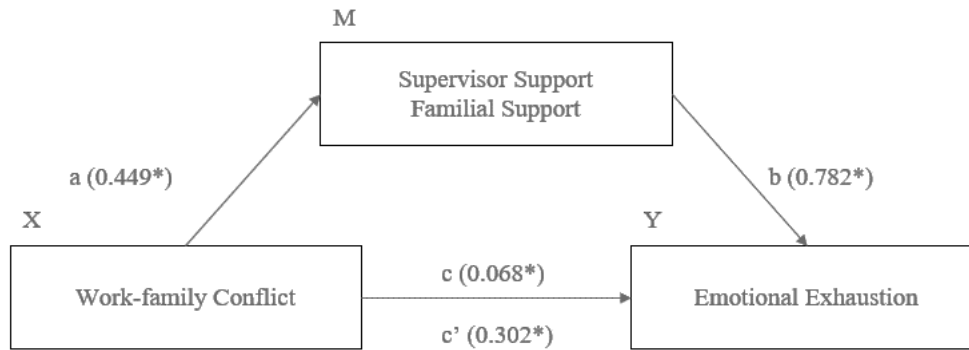 M
Supervisor Support
Familial Support
a (0.449*)
b (0.782*)
X
Y
Work-family Conflict
c (0.068*)
Emotional Exhaustion
c’ (0.302*)